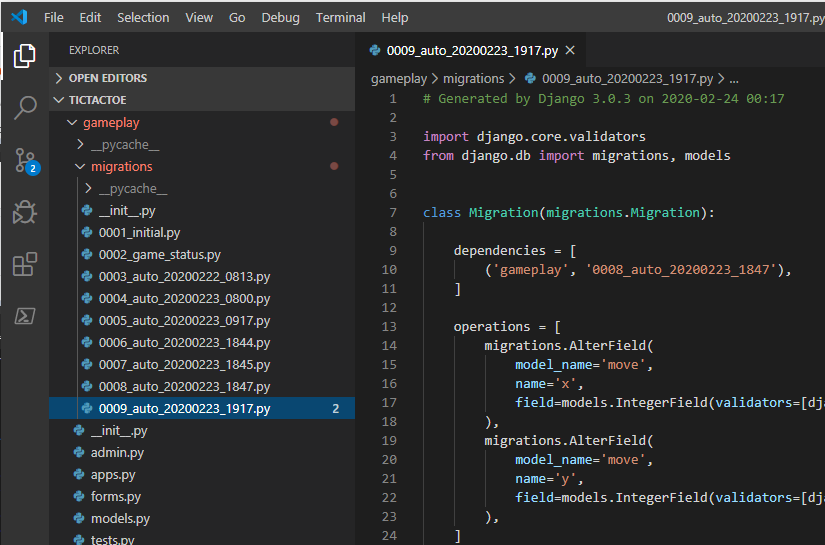 File Edit Selection View Go Debug Terminal Help 0009_auto_20200223_1917.py
EXPLORER
OPEN EDITORS
TICTACTOE
gameplay
__pycache__
migrations
__pycache__
__init__.py
0001_initial.py
0002_game_status.py
0003_auto_20200222_0813.py
0004_auto_20200223_0800.py
0005_auto_20200223_0917.py
0006_auto_20200223_1844.py
0007_auto_20200223_1845.py
0008_auto_20200223_1847.py
0009_auto_20200223_1917.py 2
__init__.py
admin.py
apps.py
forms.py
models.py
tests.py
2
0009_auto_20200223_1917.py ×
gameplay > migrations > 0009_auto_20200223_1917.py > ...
1 # Generated by Django 3.0.3 on 2020-02-24 00:17
2
3 import django.core.validators
4 from django.db import migrations, models
5
6
7 class Migration(migrations.Migration):
8
9 dependencies = [
10 ('gameplay', '0008_auto_20200223_1847'),
11 ]
12
13 operations = [
14 migrations.AlterField(
15 model_name='move',
16 name='x',
17 field=models.IntegerField(validators=[dj
18 ),
19 migrations.AlterField(
20 model_name='move',
21 name='y',
22 field=models.IntegerField(validators=[dj
23 ),
24 ]